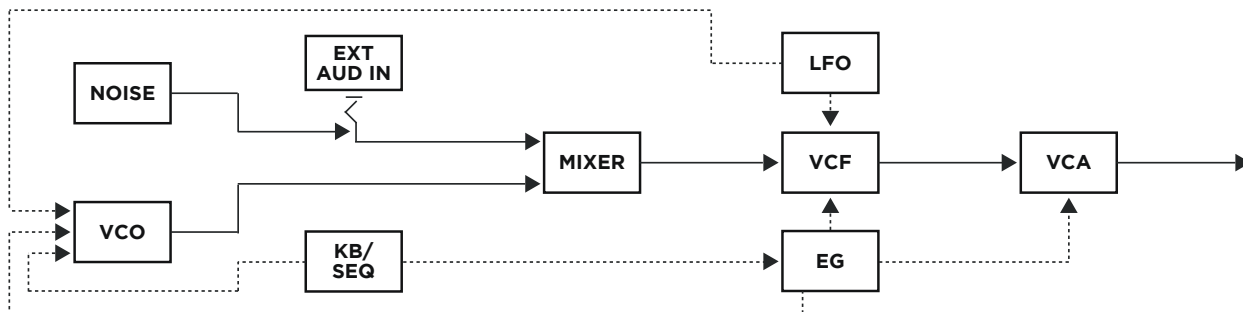 EXT
AUD IN
LFO
NOISE
MIXER
VCF
VCA
VCO
KB/
SEQ
EG